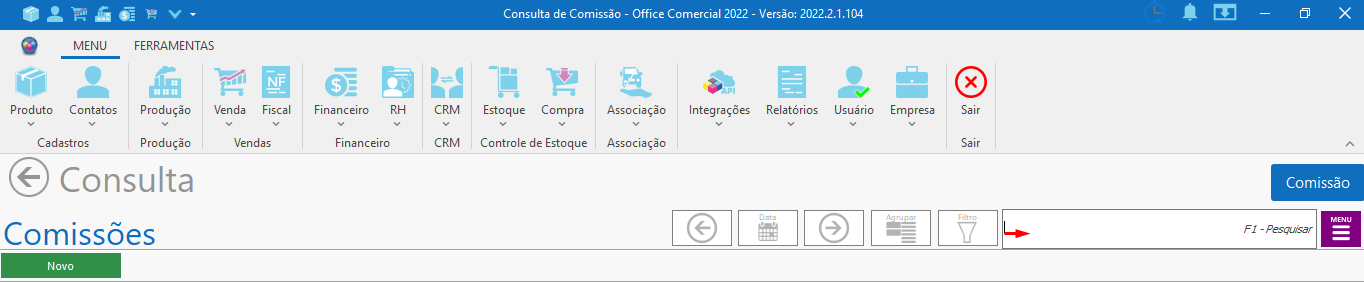 Consulta de Comissão - Office Comercial 2022 - Versão: 2022.2.1.104
MENU FERRAMENTAS
NF API
Produto Contatos Produção Venda Fiscal Financeiro RH CRM Estoque Compra Associação Integrações Relatórios Usuário Empresa Sair
Cadastros Produção Vendas Financeiro CRM Controle de Estoque Associação Sair
Consulta Comissão
Comissões Data Agrupar Filtro F1 - Pesquisar MENU
Novo